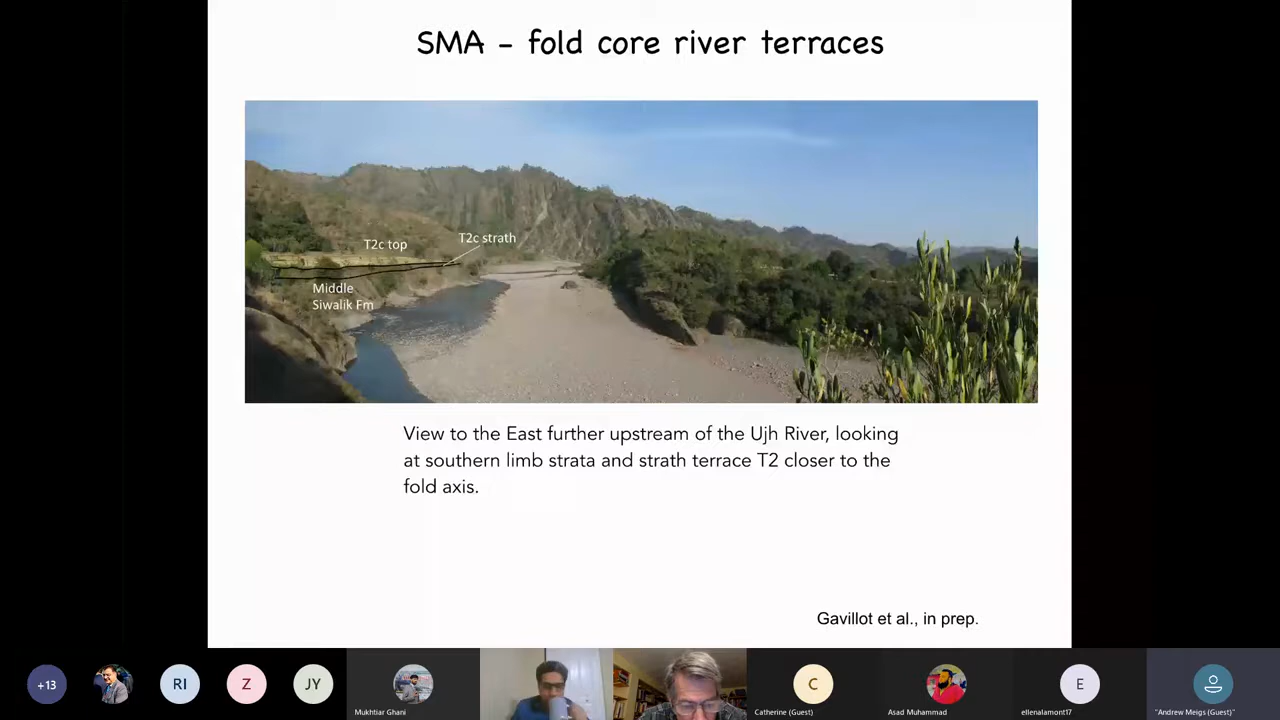 SMA - fold core river terraces
T2c top
T2c strath
Middle
Siwalik Fm
View to the East further upstream of the Ujh River, looking
at southern limb strata and strath terrace T2 closer to the
fold axis.
Gavillot et al., in prep.
+13
RI
Z
JY
Mukhtiar Ghani
C
Catherine (Guest)
Asad Muhammad
E
ellenalamont17
"Andrew Meigs (Guest)"